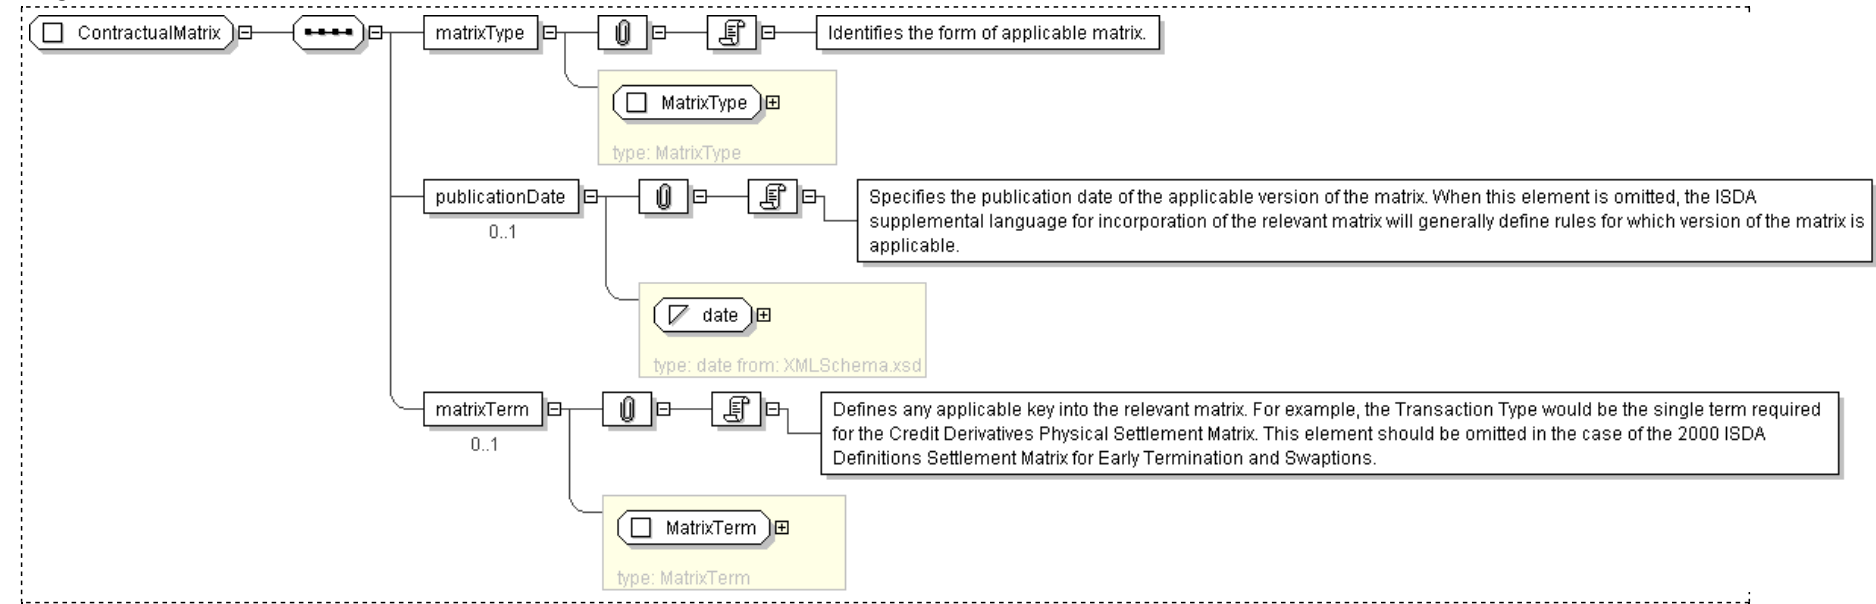 ContractualMatrix
matrixType
Identifies the form of applicable matrix.
MatrixType
type: MatrixType
publicationDate
0..1
Specifies the publication date of the applicable version of the matrix. When this element is omitted, the ISDA
supplemental language for incorporation of the relevant matrix will generally define rules for which version of the matrix is
applicable.
date
type: date from: XMLSchema.xsd
matrixTerm
0..1
Defines any applicable key into the relevant matrix. For example, the Transaction Type would be the single term required
for the Credit Derivatives Physical Settlement Matrix. This element should be omitted in the case of the 2000 ISDA
Definitions Settlement Matrix for Early Termination and Swaptions.
MatrixTerm
type: MatrixTerm